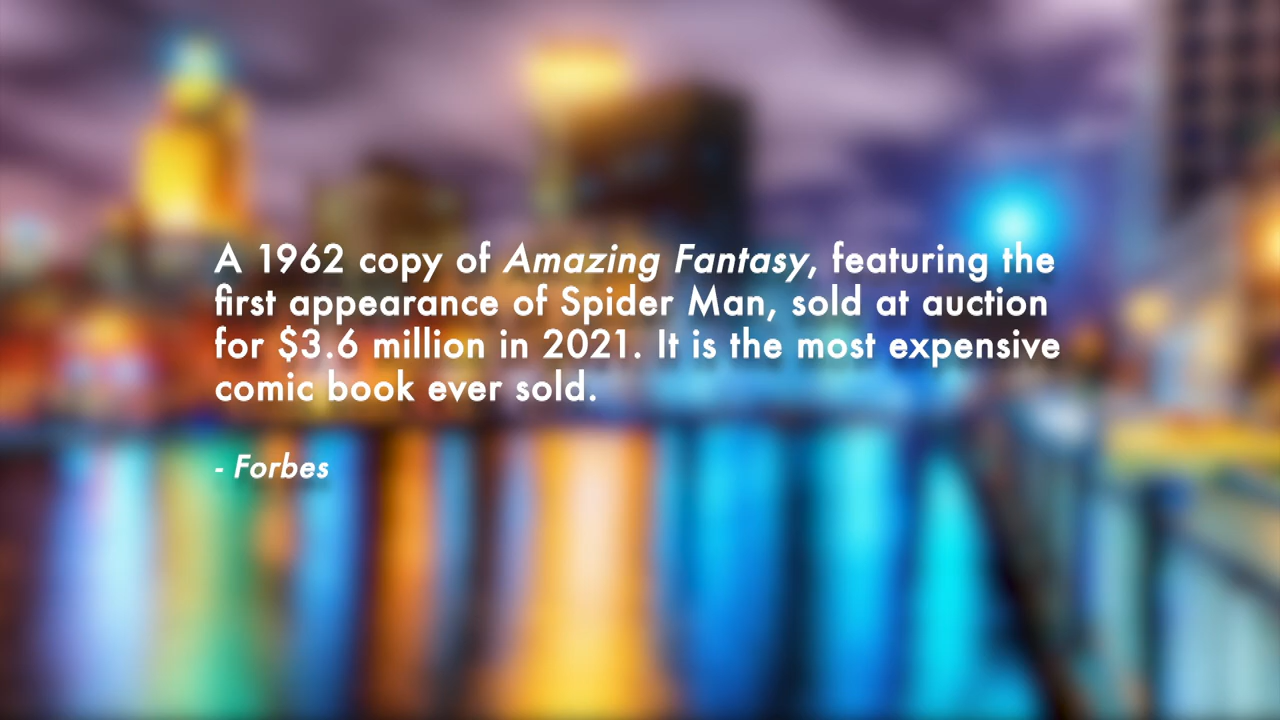 A 1962 copy of Amazing Fantasy, featuring the
first appearance of Spider Man, sold at auction
for $3.6 million in 2021. It is the most expensive
comic book ever sold.
- Forbes